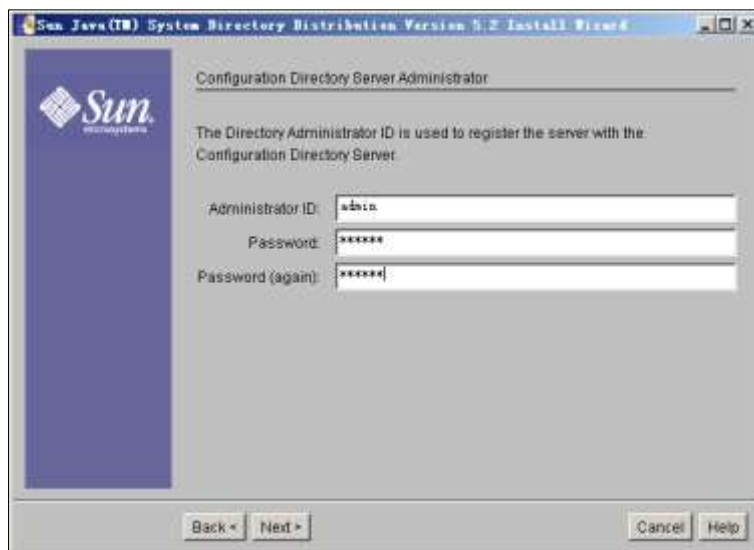 Sun Java(TM) System Directory Distribution Version 5.2 Install Wizard
Sun
microsystems
Configuration Directory Server Administrator
The Directory Administrator ID is used to register the server with the
Configuration Directory Server.
Administrator ID: admin
Password: ******
Password (again): ******
Back < Next > Cancel Help